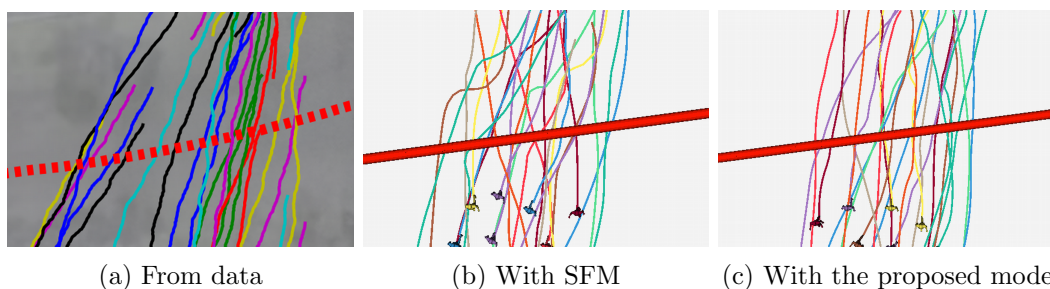 (a) From data
(b) With SFM
(c) With the proposed mode